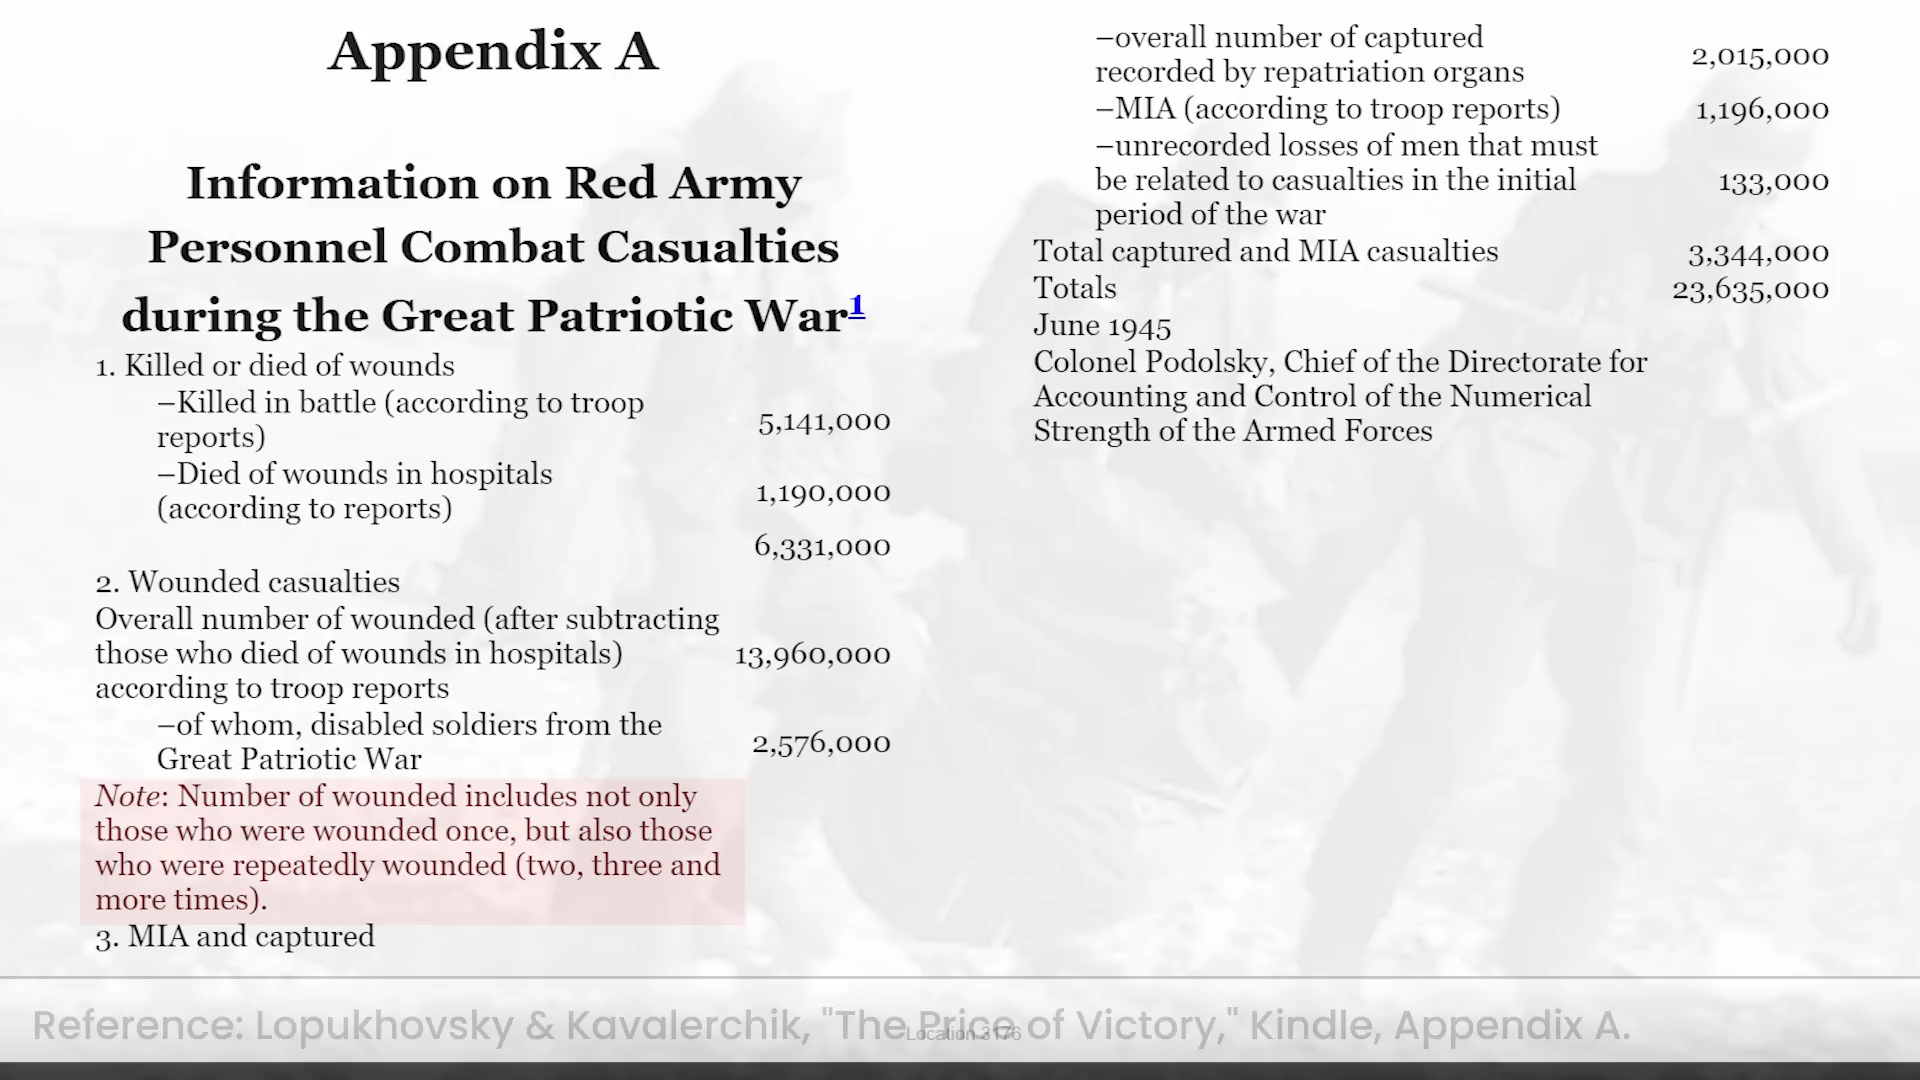 Appendix A
Information on Red Army
Personnel Combat Casualties
during the Great Patriotic War1
1. Killed or died of wounds
–Killed in battle (according to troop
reports) 5,141,000
–Died of wounds in hospitals
(according to reports) 1,190,000
6,331,000
2. Wounded casualties
Overall number of wounded (after subtracting
those who died of wounds in hospitals) 13,960,000
according to troop reports
–of whom, disabled soldiers from the
Great Patriotic War 2,576,000
Note: Number of wounded includes not only
those who were wounded once, but also those
who were repeatedly wounded (two, three and
more times).
3. MIA and captured
–overall number of captured
recorded by repatriation organs 2,015,000
–MIA (according to troop reports) 1,196,000
–unrecorded losses of men that must
be related to casualties in the initial 133,000
period of the war
Total captured and MIA casualties 3,344,000
Totals 23,635,000
June 1945
Colonel Podolsky, Chief of the Directorate for
Accounting and Control of the Numerical
Strength of the Armed Forces
Reference: Lopukhovsky & Kavalerchik, "The Price of Victory," Kindle, Appendix A.
Location 3176